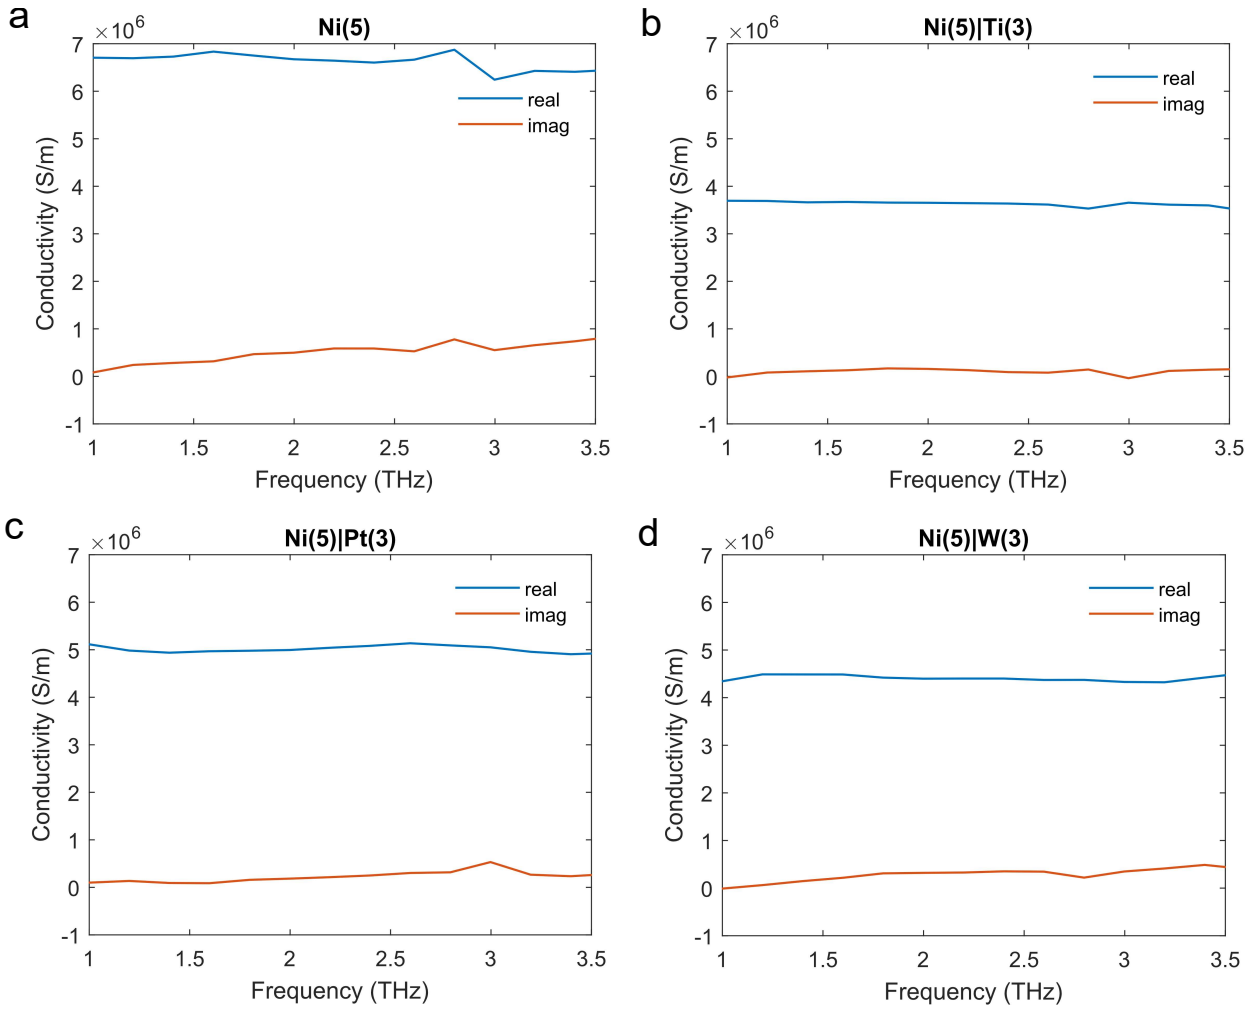 a
Ni(5)
×10^6
7
6
5
4
3
2
1
0
-1
1
1.5
2
2.5
3
3.5
Conductivity (S/m)
Frequency (THz)
real
imag
b
Ni(5)|Ti(3)
×10^6
7
6
5
4
3
2
1
0
-1
1
1.5
2
2.5
3
3.5
Conductivity (S/m)
Frequency (THz)
real
imag
c
Ni(5)|Pt(3)
×10^6
7
6
5
4
3
2
1
0
-1
1
1.5
2
2.5
3
3.5
Conductivity (S/m)
Frequency (THz)
real
imag
d
Ni(5)|W(3)
×10^6
7
6
5
4
3
2
1
0
-1
1
1.5
2
2.5
3
3.5
Conductivity (S/m)
Frequency (THz)
real
imag